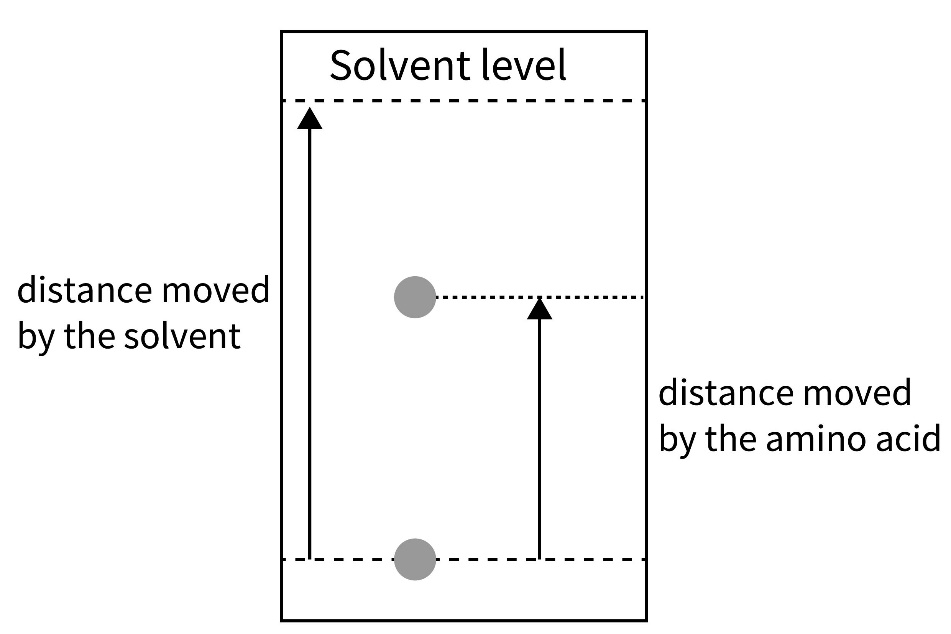 Solvent level
distance moved
by the solvent
distance moved
by the amino acid